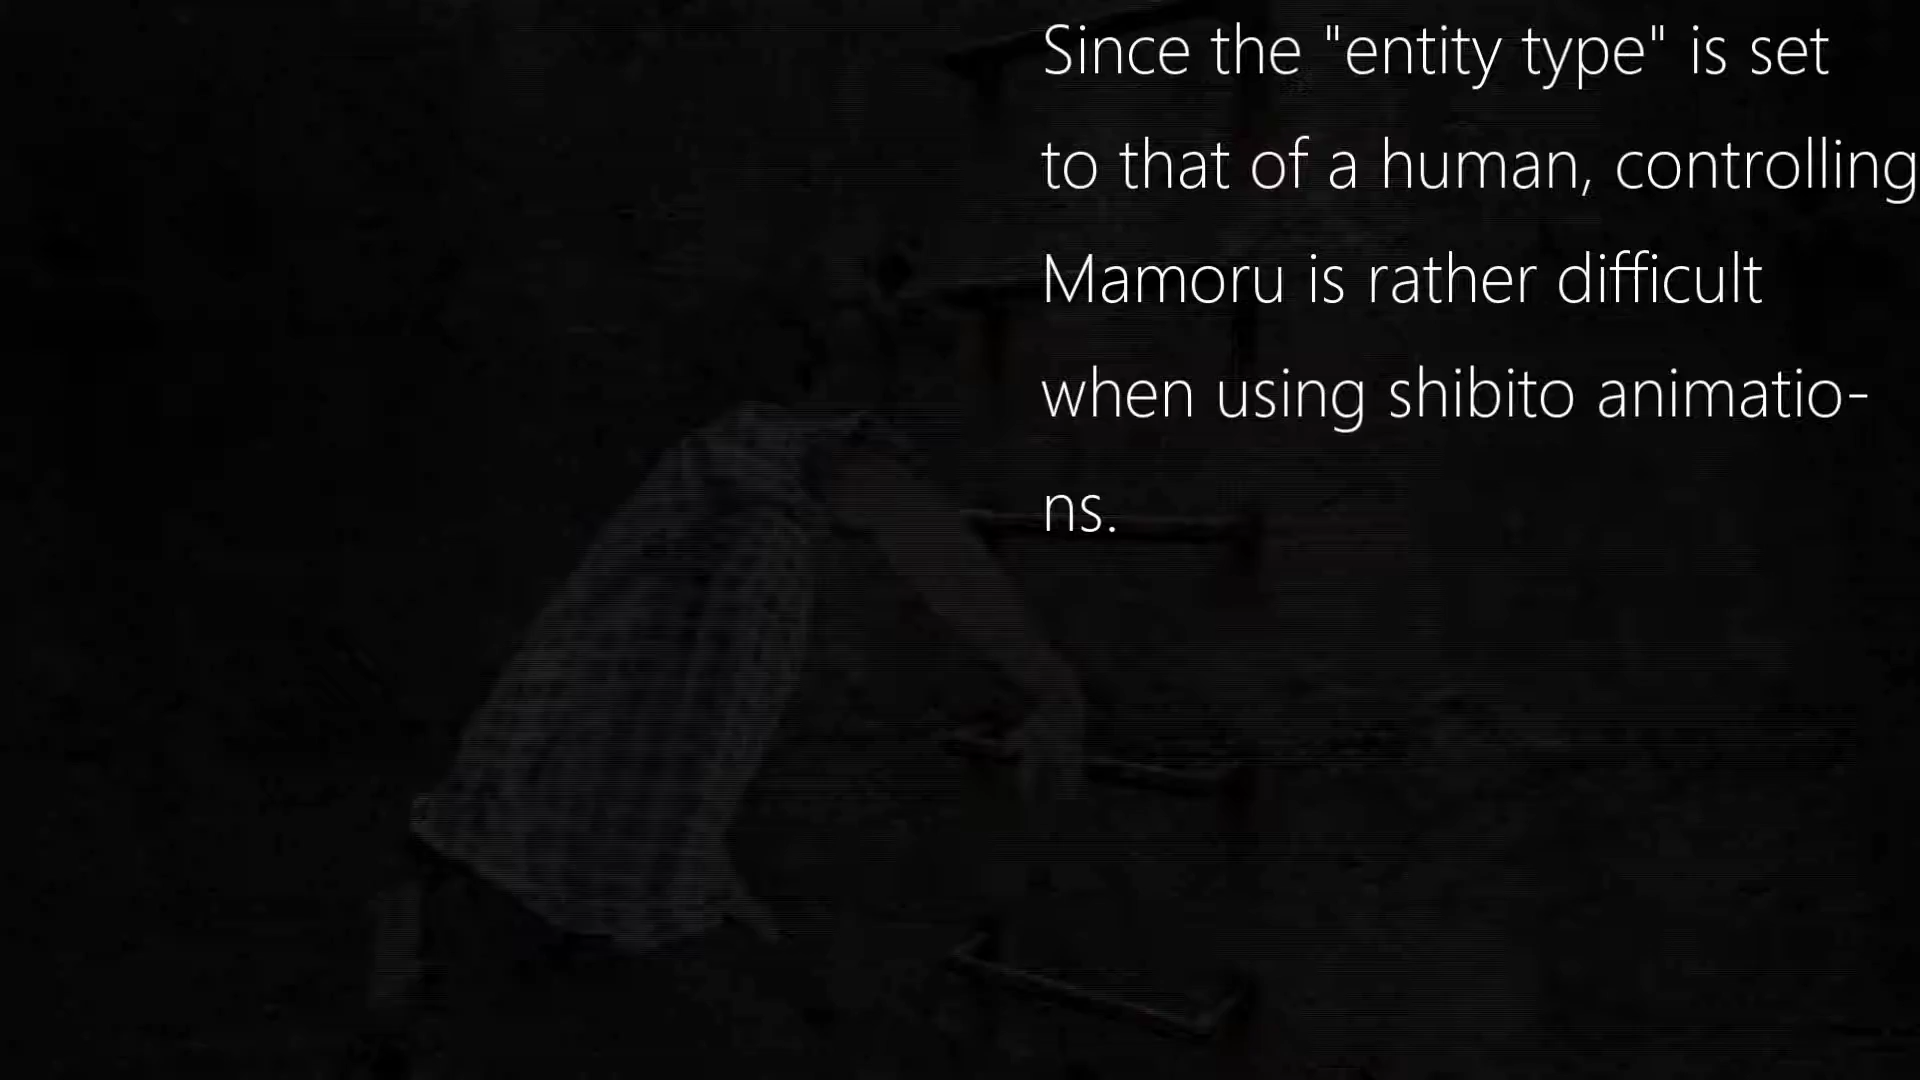 Since the "entity type" is set
to that of a human, controlling
Mamoru is rather difficult
when using shibito animatio-
ns.